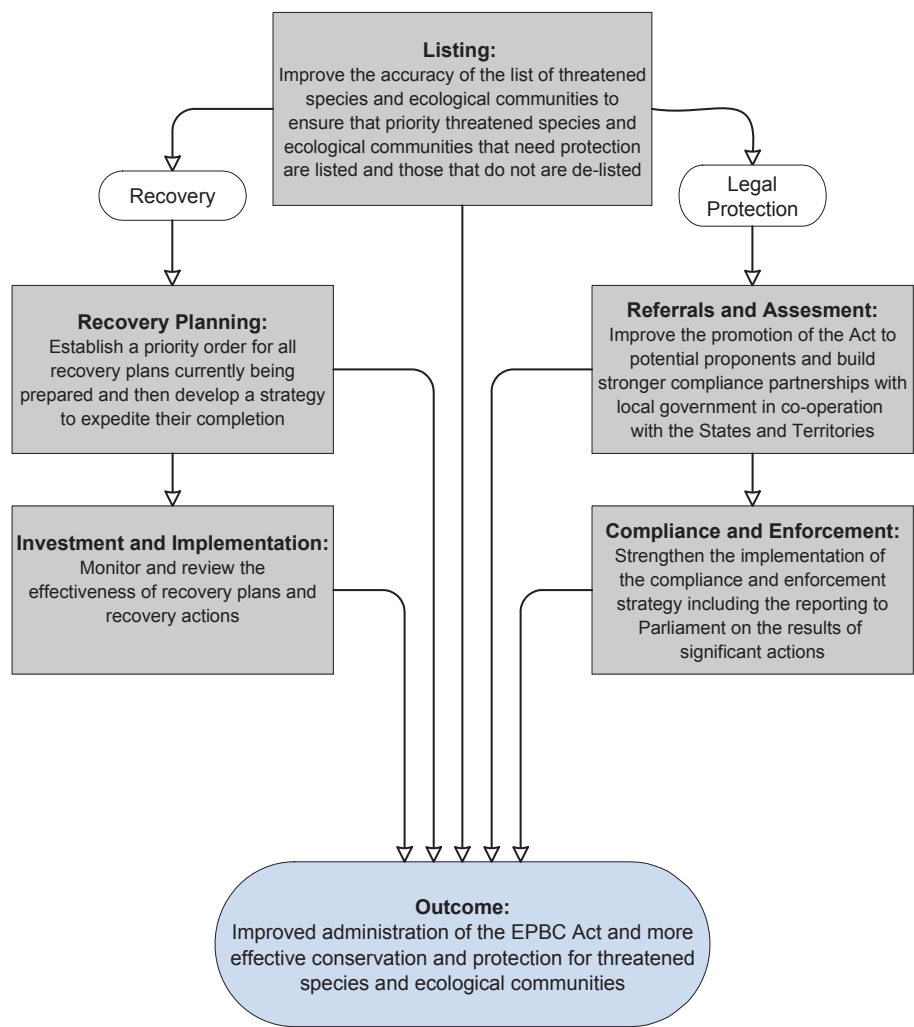 Listing:
Improve the accuracy of the list of threatened
species and ecological communities to
ensure that priority threatened species and
ecological communities that need protection
are listed and those that do not are de-listed
Recovery
Legal
Protection
Recovery Planning:
Establish a priority order for all
recovery plans currently being
prepared and then develop a strategy
to expedite their completion
Referrals and Assesment:
Improve the promotion of the Act to
potential proponents and build
stronger compliance partnerships with
local government in co-operation
with the States and Territories
Investment and Implementation:
Monitor and review the
effectiveness of recovery plans and
recovery actions
Compliance and Enforcement:
Strengthen the implementation of
the compliance and enforcement
strategy including the reporting to
Parliament on the results of
significant actions
Outcome:
Improved administration of the EPBC Act and more
effective conservation and protection for threatened
species and ecological communities